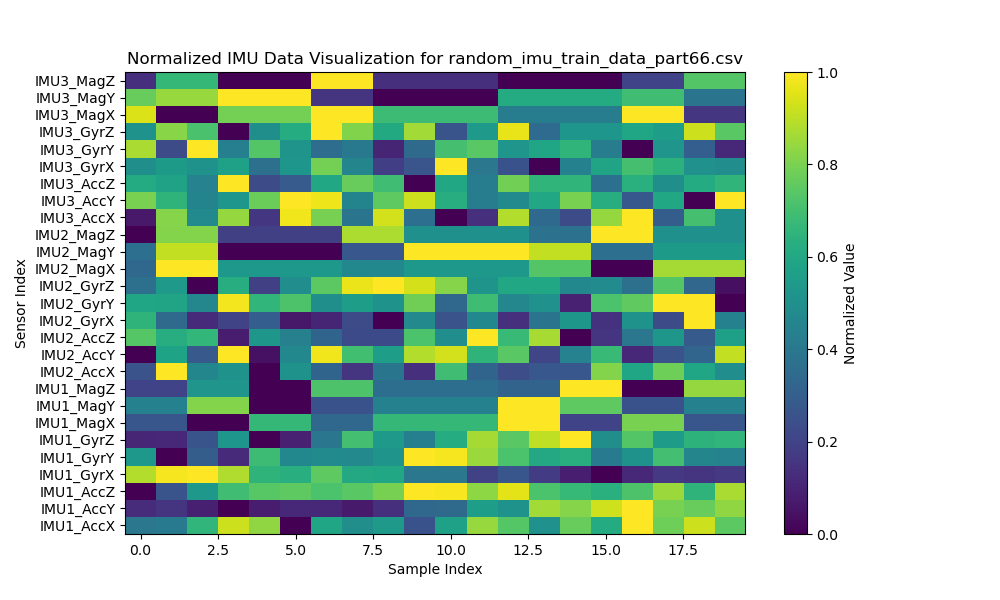 Normalized IMU Data Visualization for random_imu_train_data_part66.csv
IMU3_MagZ
IMU3_MagY
IMU3_MagX
IMU3_GyrZ
IMU3_GyrY
IMU3_GyrX
IMU3_AccZ
IMU3_AccY
IMU3_AccX
IMU2_MagZ
IMU2_MagY
IMU2_MagX
IMU2_GyrZ
IMU2_GyrY
IMU2_GyrX
IMU2_AccZ
IMU2_AccY
IMU2_AccX
IMU1_MagZ
IMU1_MagY
IMU1_MagX
IMU1_GyrZ
IMU1_GyrY
IMU1_GyrX
IMU1_AccZ
IMU1_AccY
IMU1_AccX
Sensor Index
0.0 2.5 5.0 7.5 10.0 12.5 15.0 17.5
Sample Index
1.0
0.8
0.6
0.4
0.2
0.0
Normalized Value